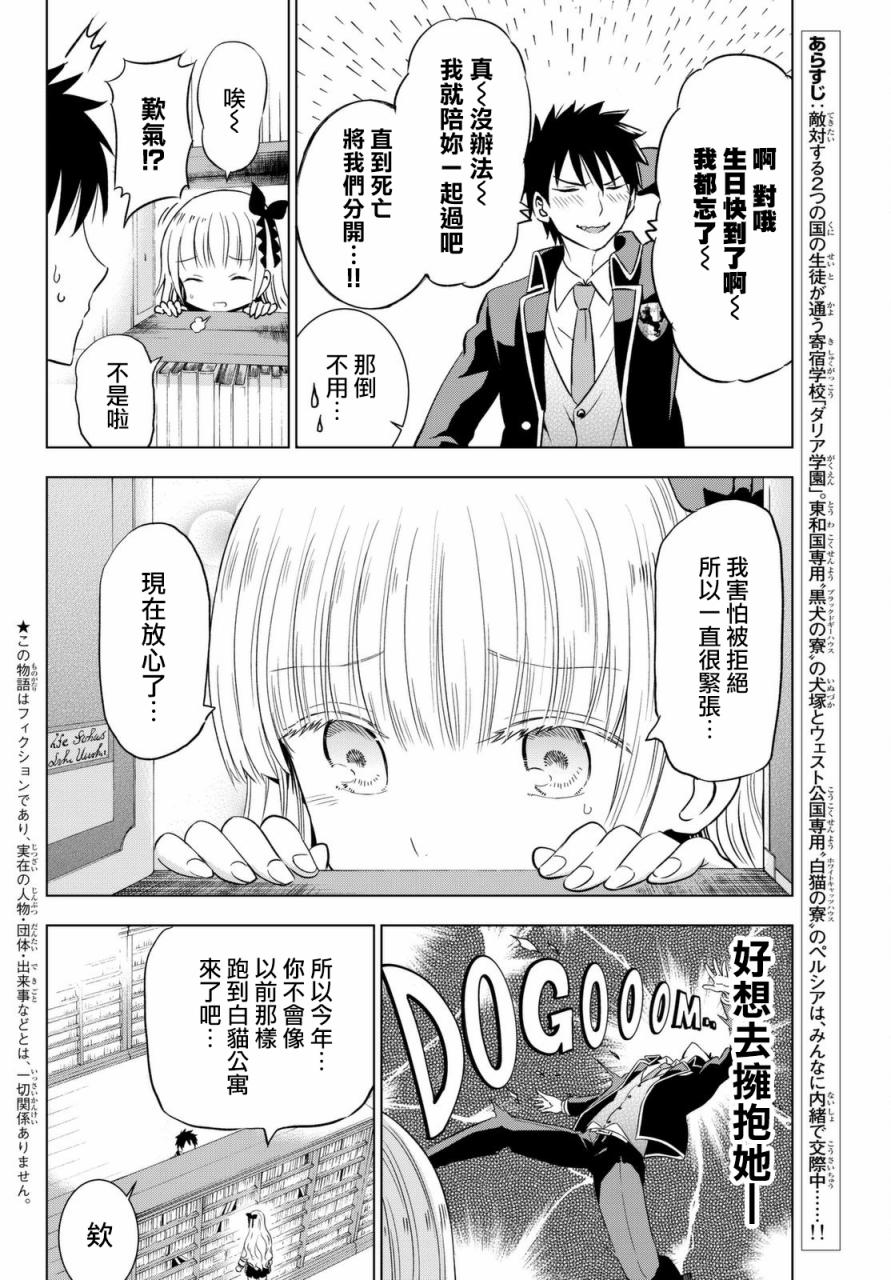 あらすじ：敵対する2つの国の生徒が通う寄宿学校「ダリア学園」。東和国専用〝黒犬の寮〟の犬塚とウェスト公国専用〝白猫の寮〟のペルシアは、みんなに内緒で交際中……!!
啊 對哦
生日快到了啊～
我都忘了～
真～沒辦法～
我就陪妳一起過吧
直到死亡
將我們分開…!!
那倒
不用…
唉～
歎氣!?
不是啦
我害怕被拒絕
所以一直很緊張…
現在放心了…
好想去擁抱她ー
DOGOOOM..
所以今年…
你不會像
以前那樣
跑到白貓公寓
來了吧…
欸
★この物語はフィクションであり、実在の人物・団体・出来事などとは、一切関係ありません。